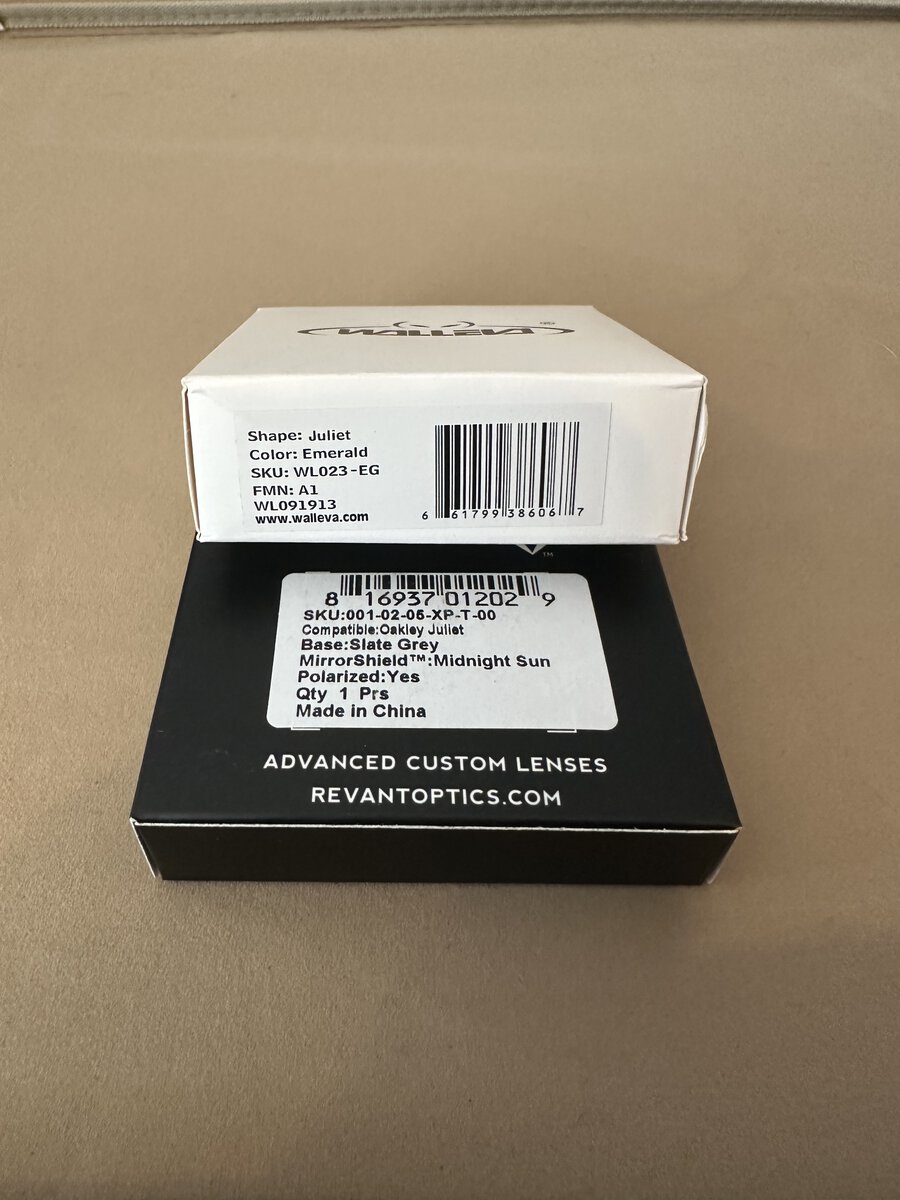 WALLEVA ®
Shape: Juliet
Color: Emerald
SKU: WL023-EG
FMN: A1
WL091913
www.walleva.com
6 61799 38606 7
TM
8 16937 01202 9
SKU:001-02-05-XP-T-00
Compatible:Oakley Juliet
Base:Slate Grey
MirrorShield™:Midnight Sun
Polarized:Yes
Qty 1 Prs
Made in China
ADVANCED CUSTOM LENSES
REVANTOPTICS.COM